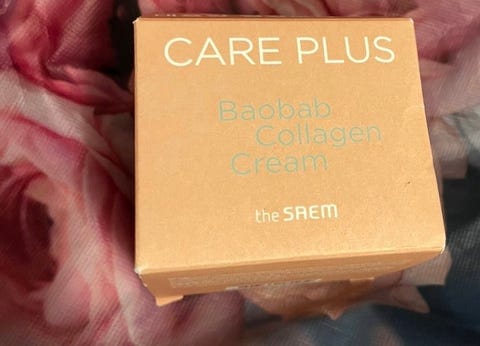 CARE PLUS
Baobab
Collagen
Cream
the SAEM